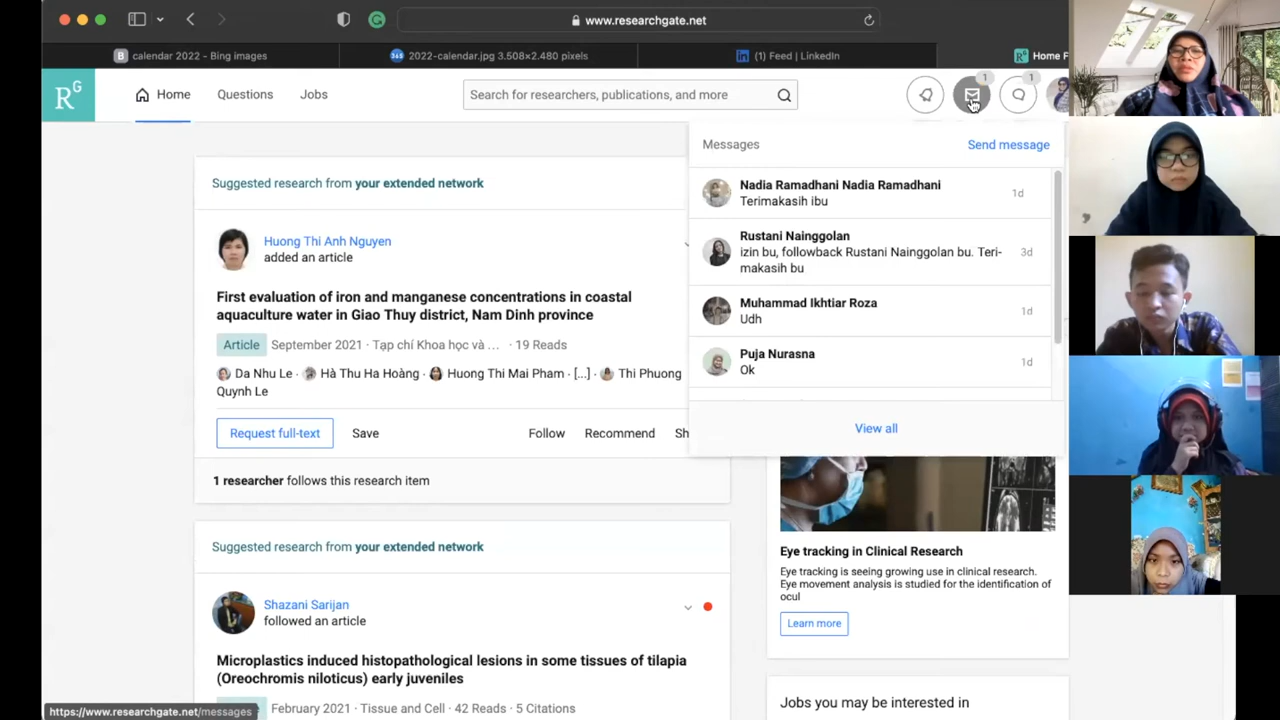 www.researchgate.net
calendar 2022 - Bing images
2022-calendar.jpg 3.508×2.480 pixels
(1) Feed | LinkedIn
Home F
RG
Home
Questions
Jobs
Search for researchers, publications, and more
1
1
Messages
Send message
Nadia Ramadhani Nadia Ramadhani
1d
Terimakasih ibu
Rustani Nainggolan
izin bu, followback Rustani Nainggolan bu. Teri-
3d
makasih bu
Muhammad Ikhtiar Roza
1d
Udh
Puja Nurasna
1d
Ok
View all
Suggested research from your extended network
Huong Thi Anh Nguyen
added an article
First evaluation of iron and manganese concentrations in coastal
aquaculture water in Giao Thuy district, Nam Dinh province
Article September 2021 · Tạp chí Khoa học và ... · 19 Reads
Da Nhu Le · Hà Thu Ha Hoàng · Huong Thi Mai Pham · [...] · Thi Phuong
Quynh Le
Request full-text
Save
Follow
Recommend
Sh
1 researcher follows this research item
Suggested research from your extended network
Shazani Sarijan
followed an article
Microplastics induced histopathological lesions in some tissues of tilapia
(Oreochromis niloticus) early juveniles
February 2021 · Tissue and Cell · 42 Reads · 5 Citations
Eye tracking in Clinical Research
Eye tracking is seeing growing use in clinical research.
Eye movement analysis is studied for the identification of
ocul
Learn more
Jobs you may be interested in
https://www.researchgate.net/messages